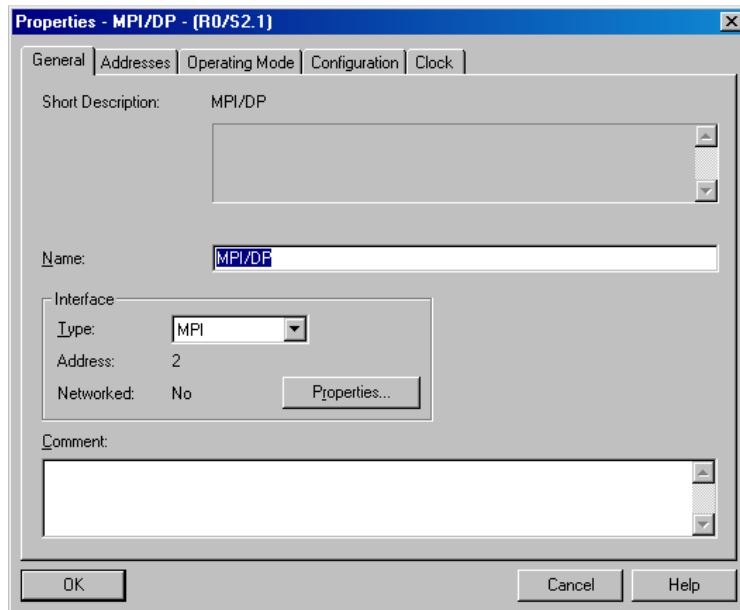 Properties - MPI/DP - (R0/S2.1)
General Addresses Operating Mode Configuration Clock
Short Description: MPI/DP
Name: MPI/DP
Interface
Type: MPI
Address: 2
Networked: No Properties...
Comment:
OK Cancel Help